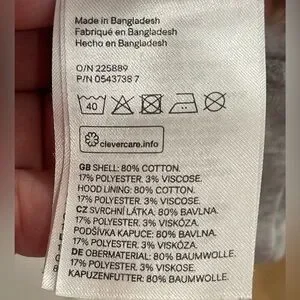 Made in Bangladesh
Fabriqué en Bangladesh
Hecho en Bangladesh
O/N 225889
P/N 0543738 7
40
clevercare.info
GB SHELL: 80% COTTON.
17% POLYESTER. 3% VISCOSE.
HOOD LINING: 80% COTTON.
17% POLYESTER. 3% VISCOSE.
CZ SVRCHNÍ LÁTKA: 80% BAVLNA.
17% POLYESTER. 3% VISKÓZA.
PODŠÍVKA KAPUCE: 80% BAVLNA.
17% POLYESTER. 3% VISKÓZA.
DE OBERMATERIAL: 80% BAUMWOLLE.
17% POLYESTER. 3% VISKOSE.
KAPUZENFUTTER: 80% BAUMWOLLE.